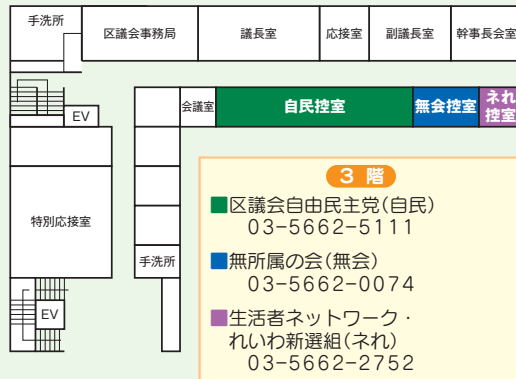 手洗所
区議会事務局
議長室
応接室
副議長室
幹事長会室
EV
会議室
自民控室
無会控室
ネれ
控室
特別応接室
手洗所
EV
3 階
■区議会自由民主党(自民)
03-5662-5111
■無所属の会(無会)
03-5662-0074
■生活者ネットワーク・
れいわ新選組(ネれ)
03-5662-2752